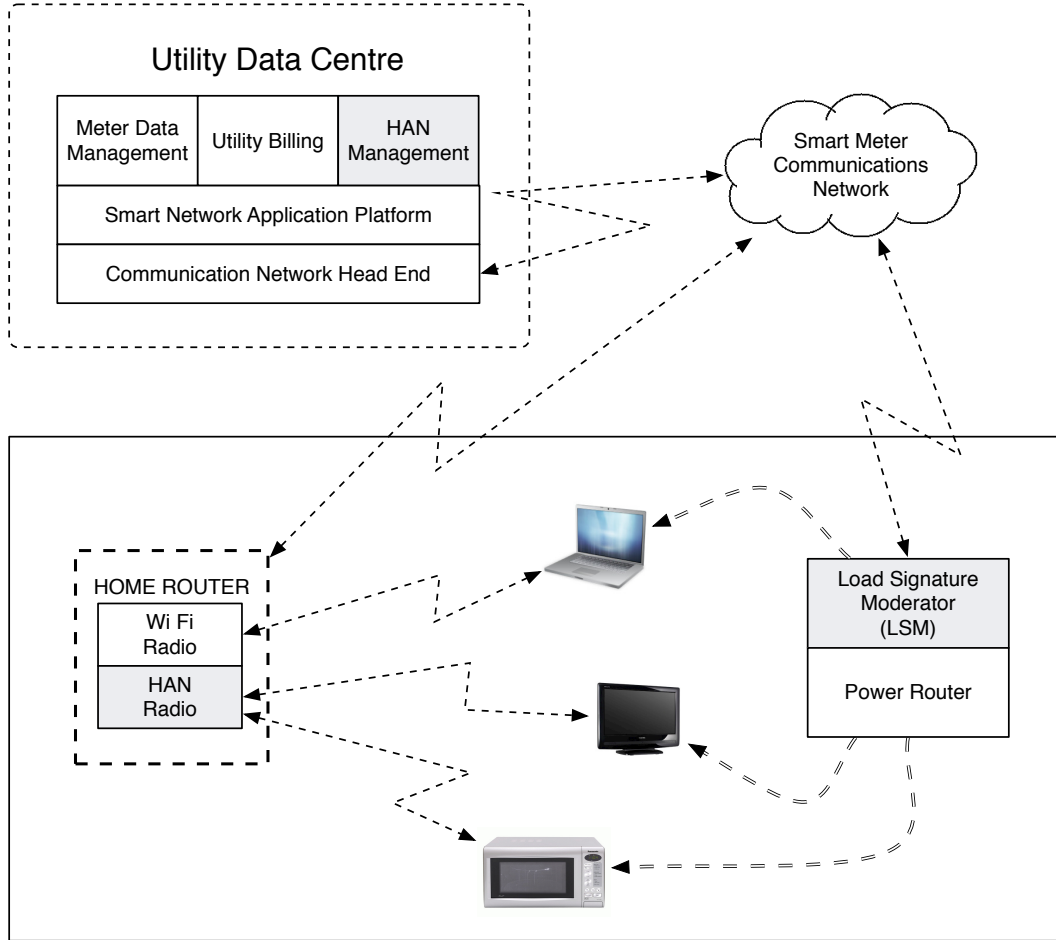 Utility Data Centre
Meter Data
Management
Utility Billing
HAN
Management
Smart Network Application Platform
Communication Network Head End
Smart Meter
Communications
Network
HOME ROUTER
Wi Fi
Radio
HAN
Radio
Load Signature
Moderator
(LSM)
Power Router